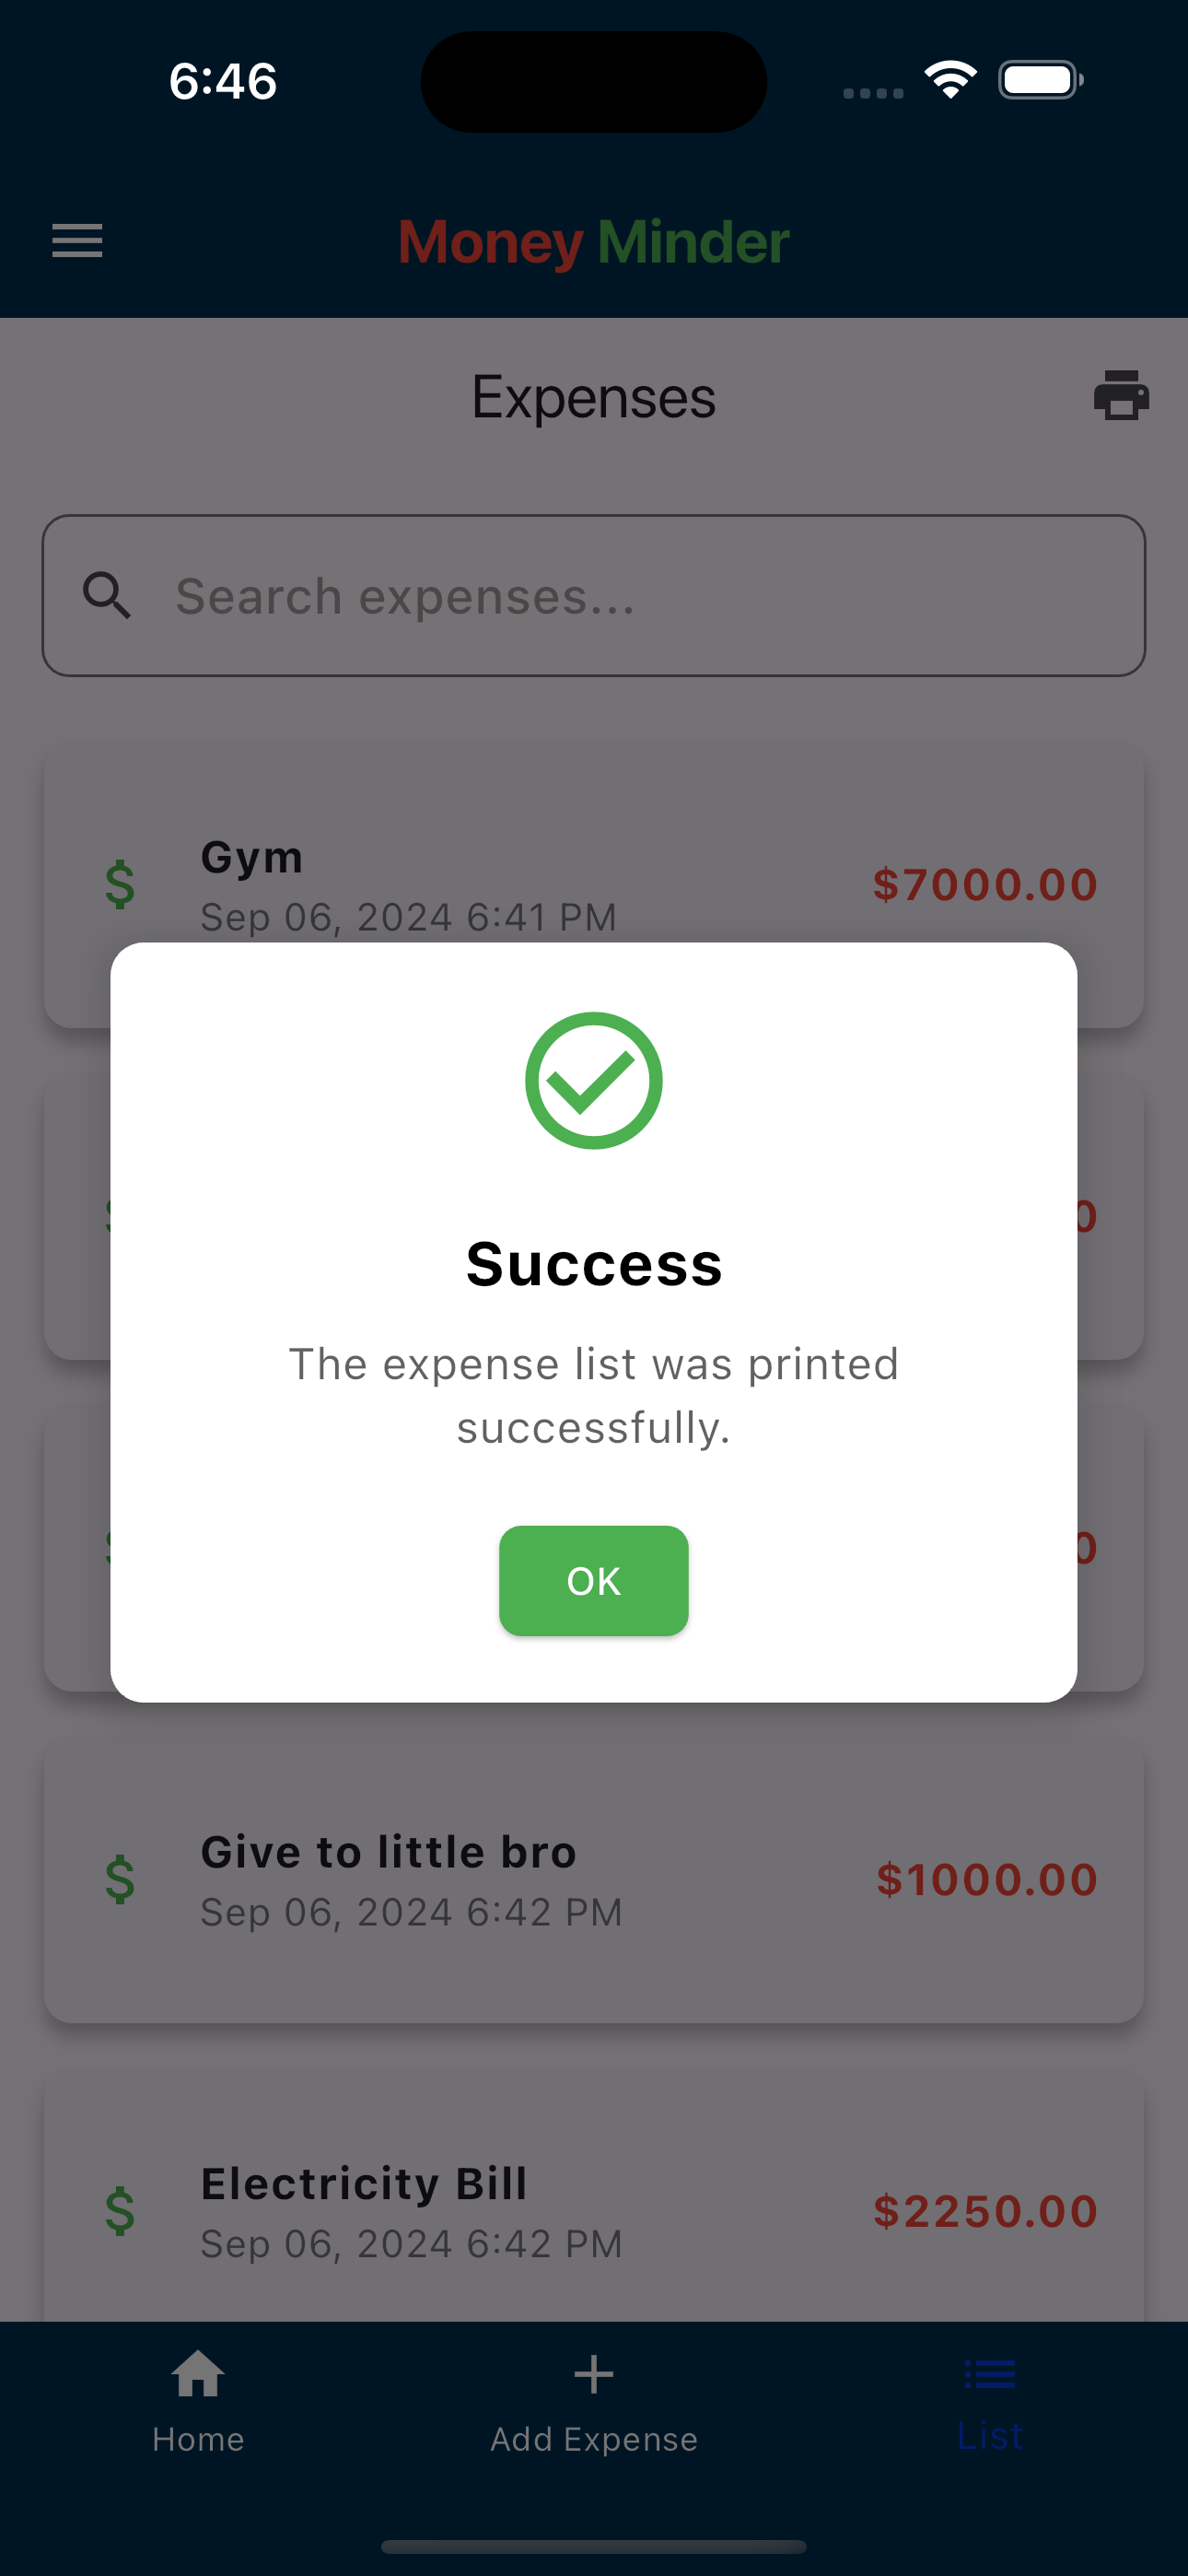 6:46
Money Minder
Expenses
Search expenses...
Gym
$7000.00
Sep 06, 2024 6:41 PM
Success
The expense list was printed
successfully.
OK
Give to little bro
$1000.00
Sep 06, 2024 6:42 PM
Electricity Bill
$2250.00
Sep 06, 2024 6:42 PM
Home
Add Expense
List